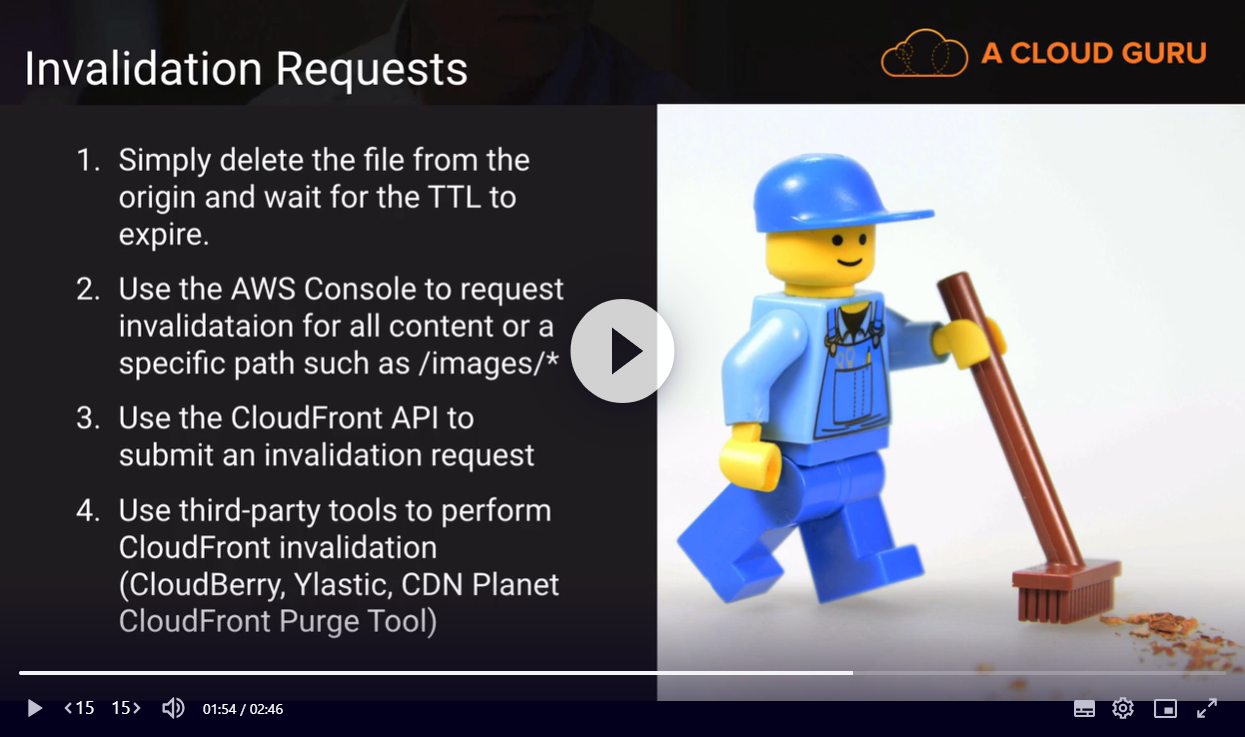 Invalidation Requests
A CLOUD GURU
1. Simply delete the file from the
origin and wait for the TTL to
expire.
2. Use the AWS Console to request
invalidataion for all content or a
specific path such as /images/*
3. Use the CloudFront API to
submit an invalidation request
4. Use third-party tools to perform
CloudFront invalidation
(CloudBerry, Ylastic, CDN Planet
CloudFront Purge Tool)
15 15 01:54 / 02:46